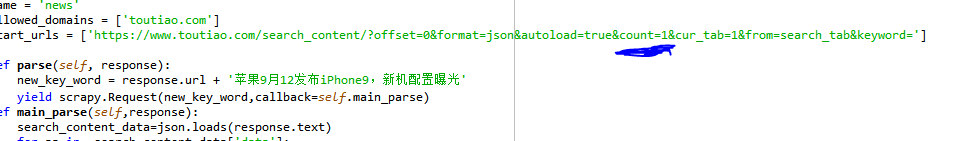 ame = 'news'
llowed_domains = ['toutiao.com']
tart_urls = ['https://www.toutiao.com/search_content/?offset=0&format=json&autoload=true&count=1&cur_tab=1&from=search_tab&keyword=']
ef parse(self, response):
new_key_word = response.url + '苹果9月12发布iPhone9，新机配置曝光'
yield scrapy.Request(new_key_word,callback=self.main_parse)
ef main_parse(self,response):
search_content_data=json.loads(response.text)